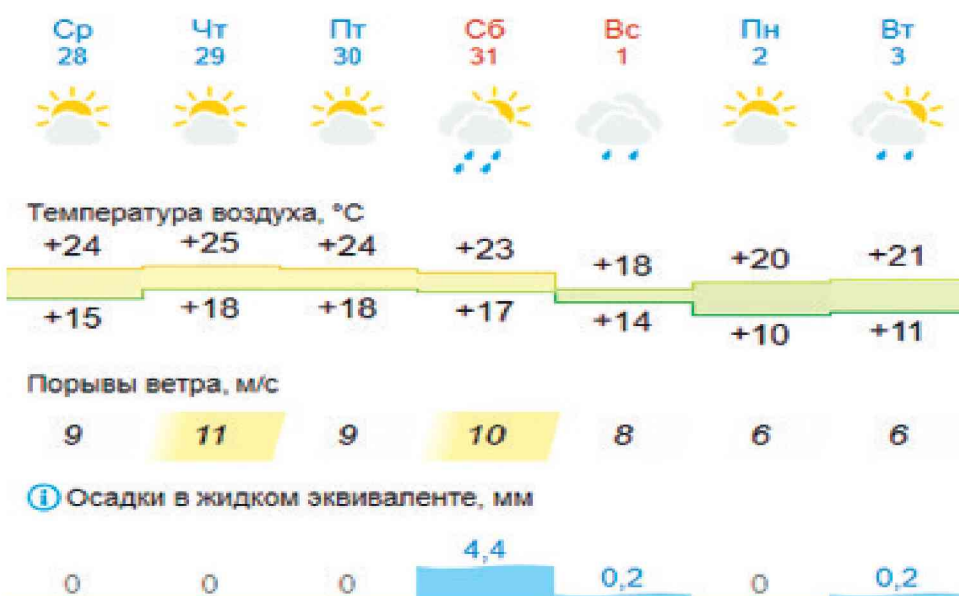 Ср Чт Пт Сб Вс Пн Вт
28 29 30 31 1 2 3
Температура воздуха, °C
+24 +25 +24 +23 +18 +20 +21
+15 +18 +18 +17 +14 +10 +11
Порывы ветра, м/с
9 11 9 10 8 6 6
i Осадки в жидком эквиваленте, мм
0 0 0 4,4 0,2 0 0,2